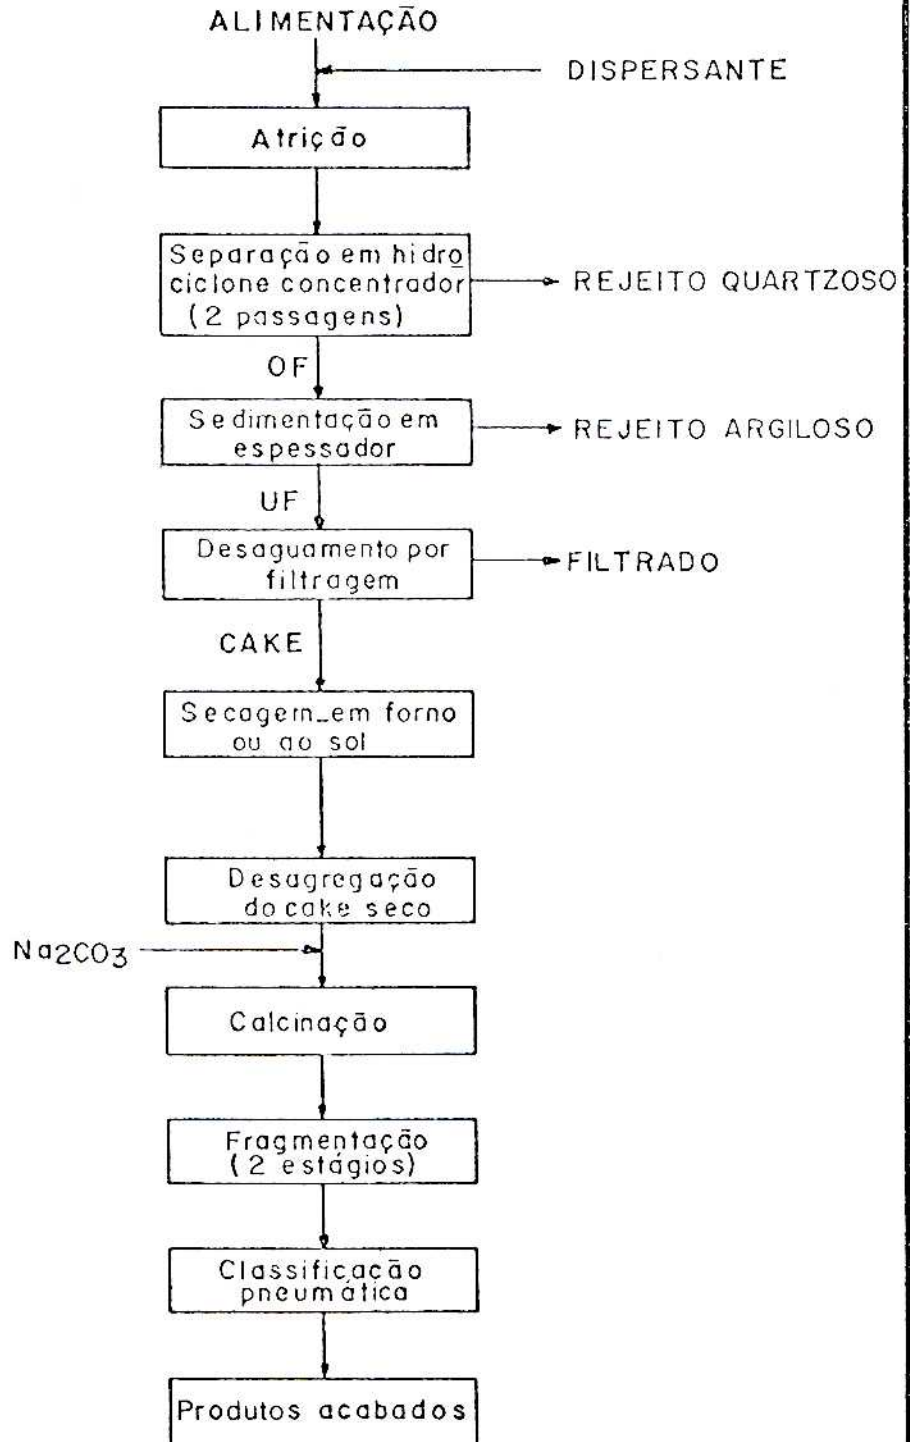 ALIMENTAÇÃO
DISPERSANTE
Atrição
Separação em hidro
ciclone concentrador
(2 passagens)
REJEITO QUARTZOSO
OF
Sedimentação em
espessador
REJEITO ARGILOSO
UF
Desaguamento por
filtragem
FILTRADO
CAKE
Secagem em forno
ou ao sol
Desagregação
do cake seco
Na2CO3
Calcinação
Fragmentação
(2 estágios)
Classificação
pneumática
Produtos acabados